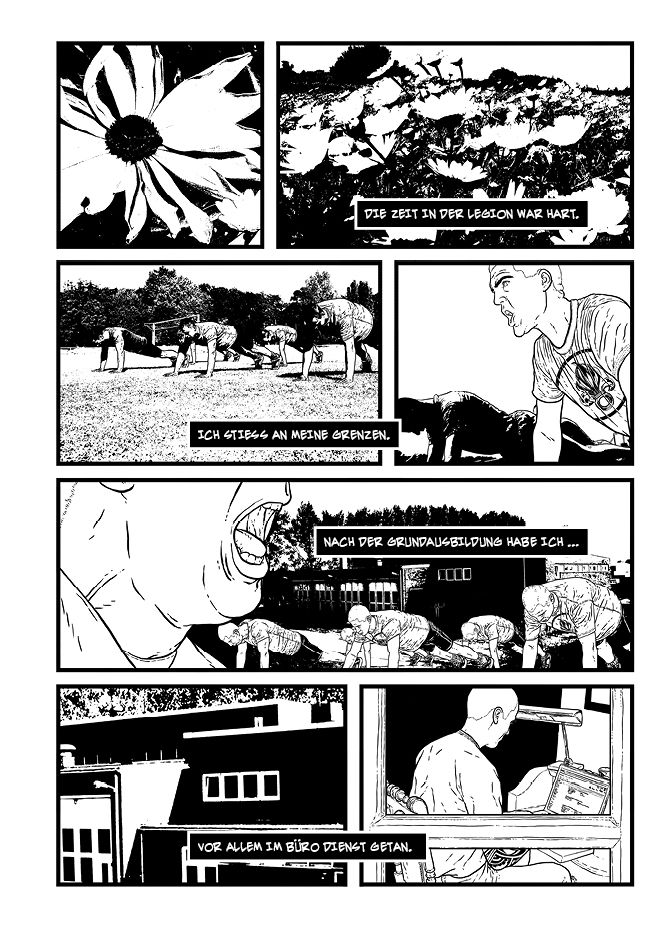 DIE ZEIT IN DER LEGION WAR HART.
ICH STIESS AN MEINE GRENZEN.
NACH DER GRUNDAUSBILDUNG HABE ICH ...
VOR ALLEM IM BÜRO DIENST GETAN.